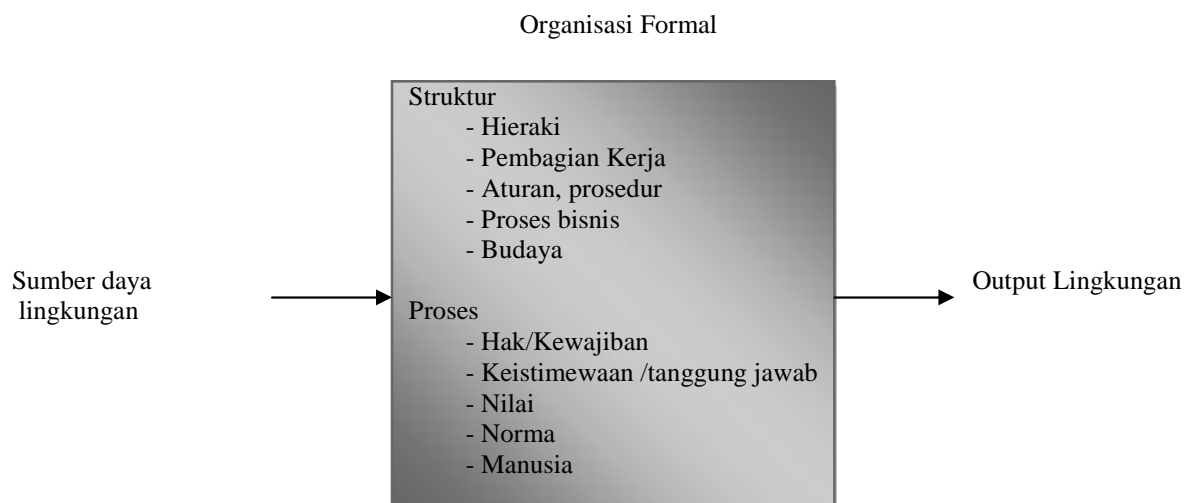 Organisasi Formal
Struktur
- Hieraki
- Pembagian Kerja
- Aturan, prosedur
- Proses bisnis
- Budaya
Sumber daya
lingkungan
Output Lingkungan
Proses
- Hak/Kewajiban
- Keistimewaan /tanggung jawab
- Nilai
- Norma
- Manusia